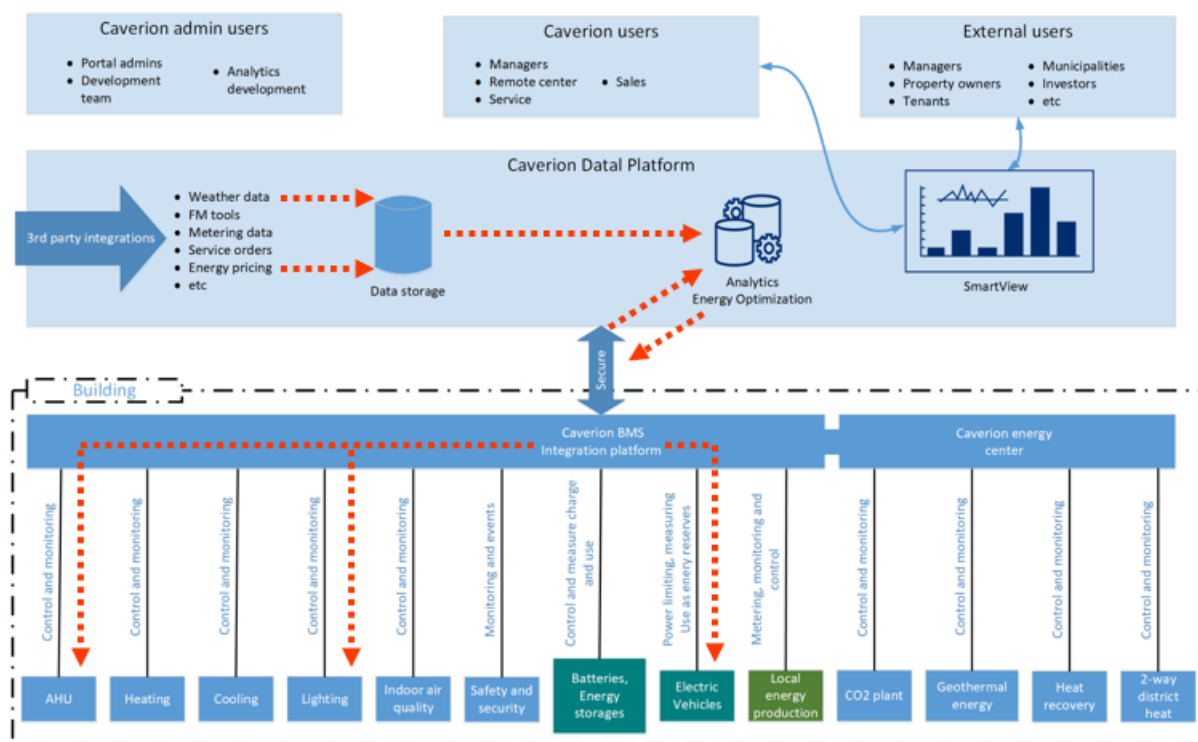 Caverion admin users
• Portal admins
• Development
team
• Analytics
development
Caverion users
• Managers
• Remote center
• Service
• Sales
External users
• Managers
• Property owners
• Tenants
• Municipalities
• Investors
• etc
Caverion Datal Platform
3rd party integrations
• Weather data
• FM tools
• Metering data
• Service orders
• Energy pricing
• etc
Data storage
Analytics
Energy Optimization
SmartView
Secure
Building
Caverion BMS
Integration platform
Caverion energy
center
Control and monitoring
Control and monitoring
Control and monitoring
Control and monitoring
Control and monitoring
Monitoring and events
Control and measure charge
and use
Power limiting, measuring
Use as enery reserves
Metering, monitoring and
control
Control and monitoring
Control and monitoring
Control and monitoring
Control and monitoring
AHU
Heating
Cooling
Lighting
Indoor air
quality
Safety and
security
Batteries,
Energy
storages
Electric
Vehicles
Local
energy
production
CO2 plant
Geothermal
energy
Heat
recovery
2-way
district
heat